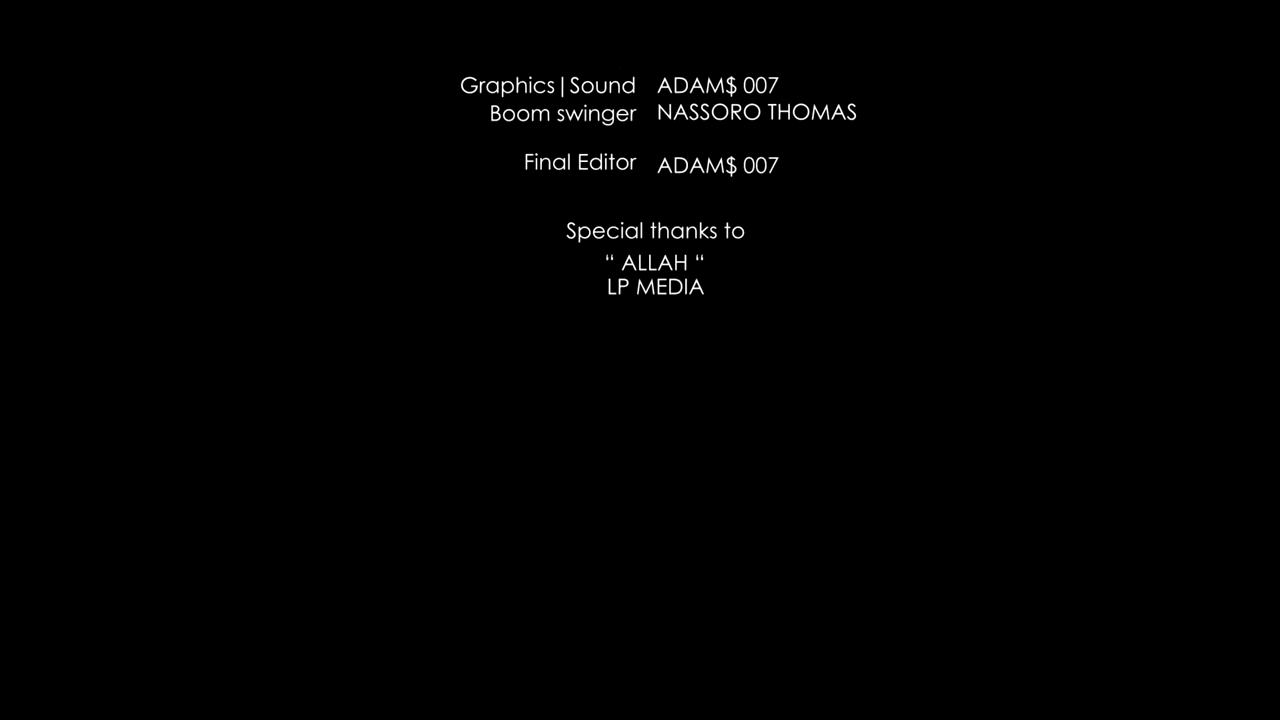 Graphics|Sound ADAM$ 007
Boom swinger NASSORO THOMAS
Final Editor ADAM$ 007
Special thanks to
“ ALLAH “
LP MEDIA